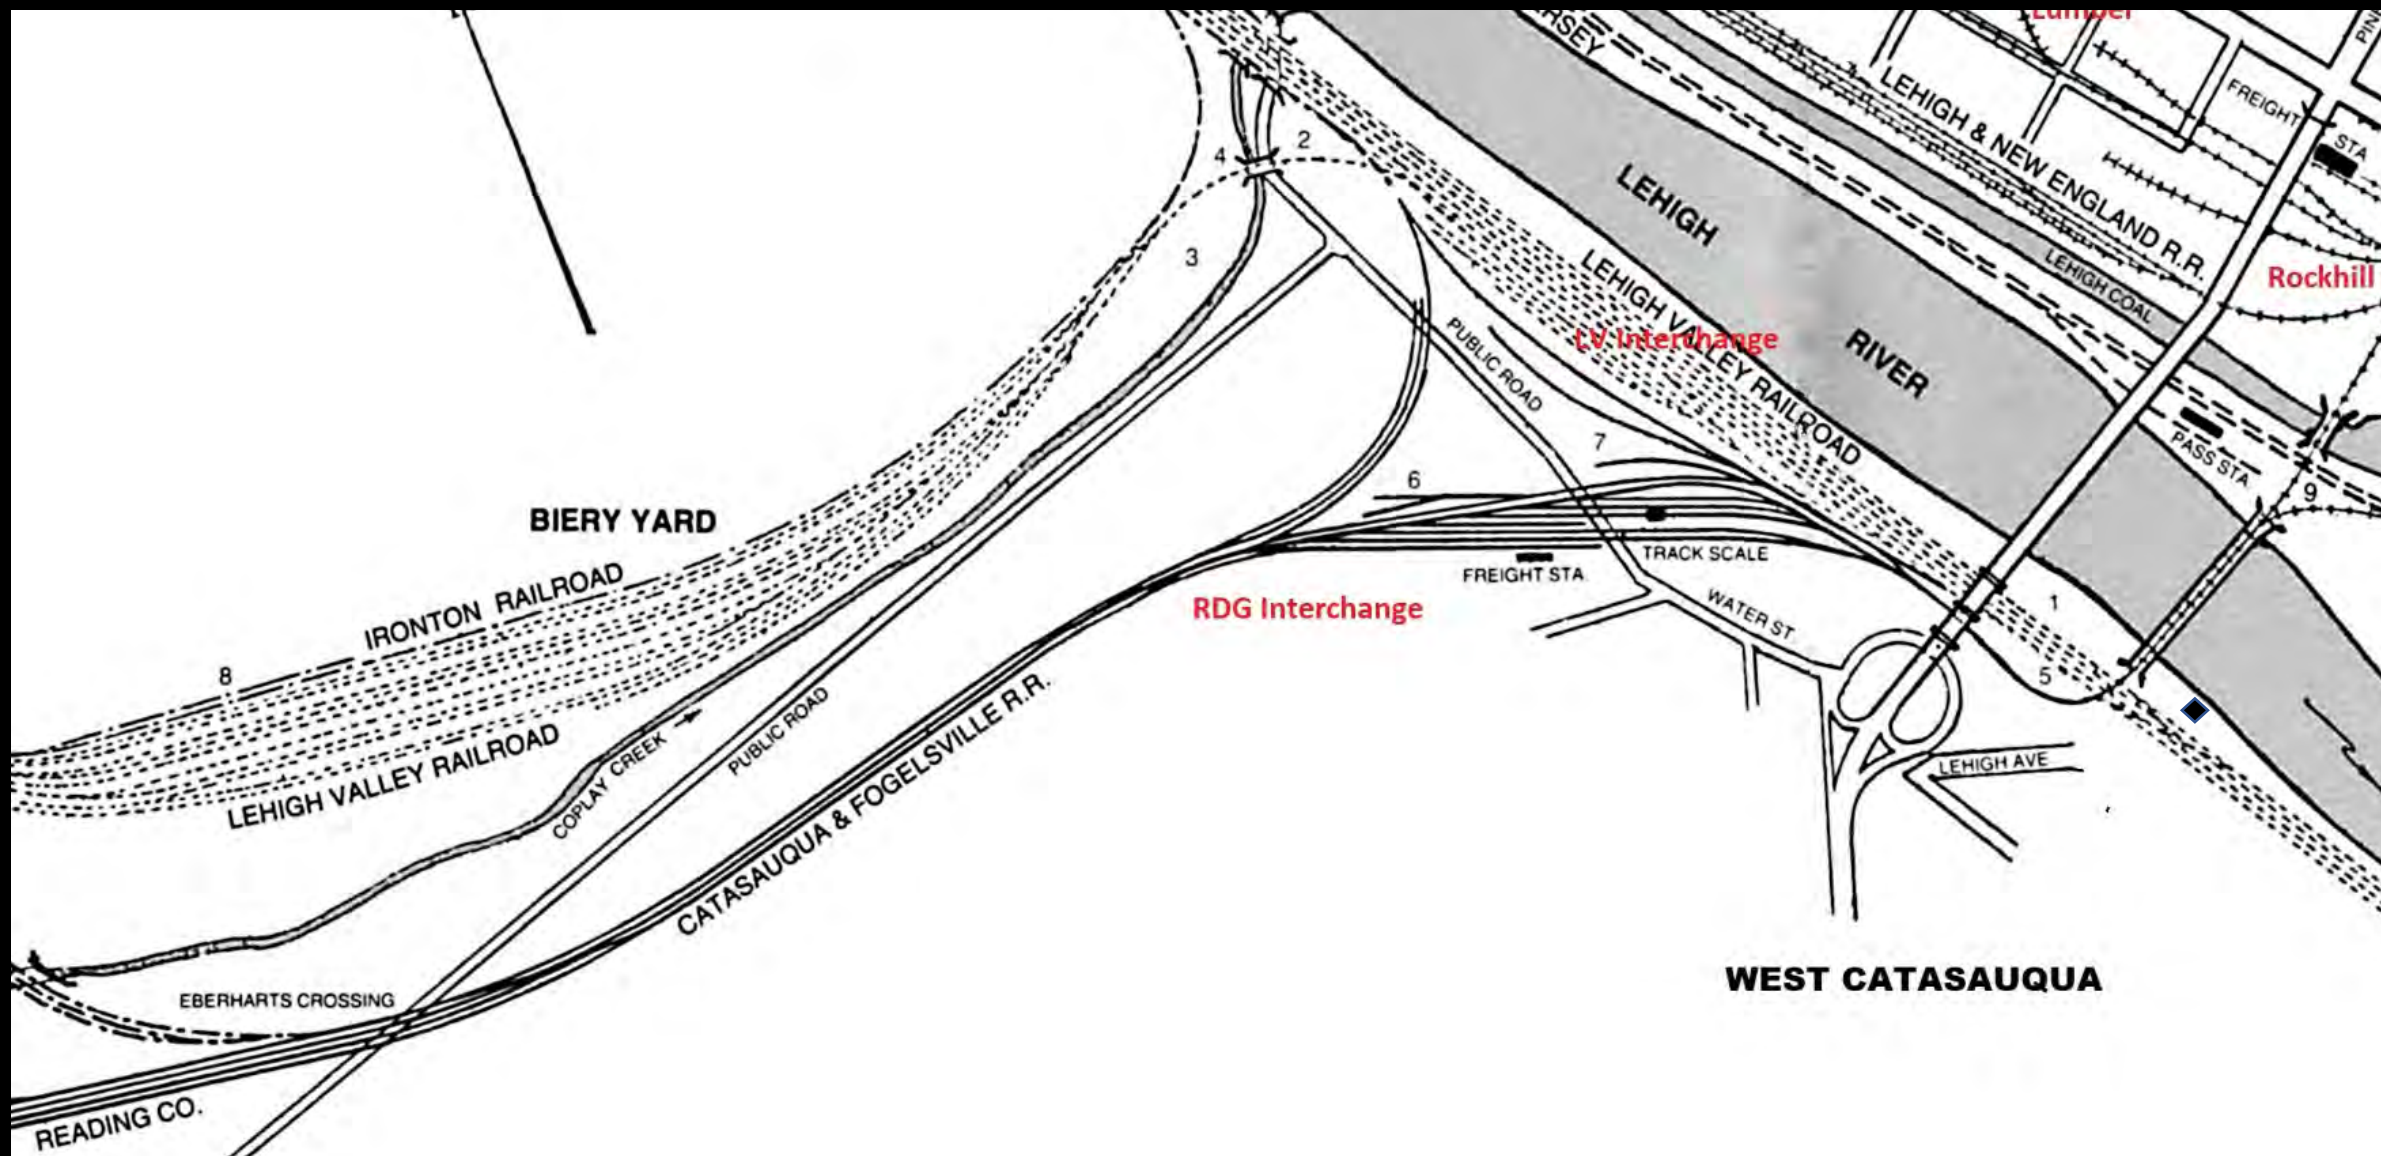 Lumber
ERSEY
PIN
LEHIGH & NEW ENGLAND R.R.
FREIGHT
STA
4
2
3
LEHIGH
RIVER
LEHIGH COAL
Rockhill
LEHIGH VALLEY RAILROAD
LV Interchange
PUBLIC ROAD
PASS STA.
9
7
6
BIERY YARD
TRACK SCALE
FREIGHT STA.
IRONTON RAILROAD
RDG Interchange
WATER ST.
1
5
8
LEHIGH VALLEY RAILROAD
COPLAY CREEK
PUBLIC ROAD
CATASAUQUA & FOGELSVILLE R.R.
LEHIGH AVE
WEST CATASAUQUA
EBERHARTS CROSSING
READING CO.